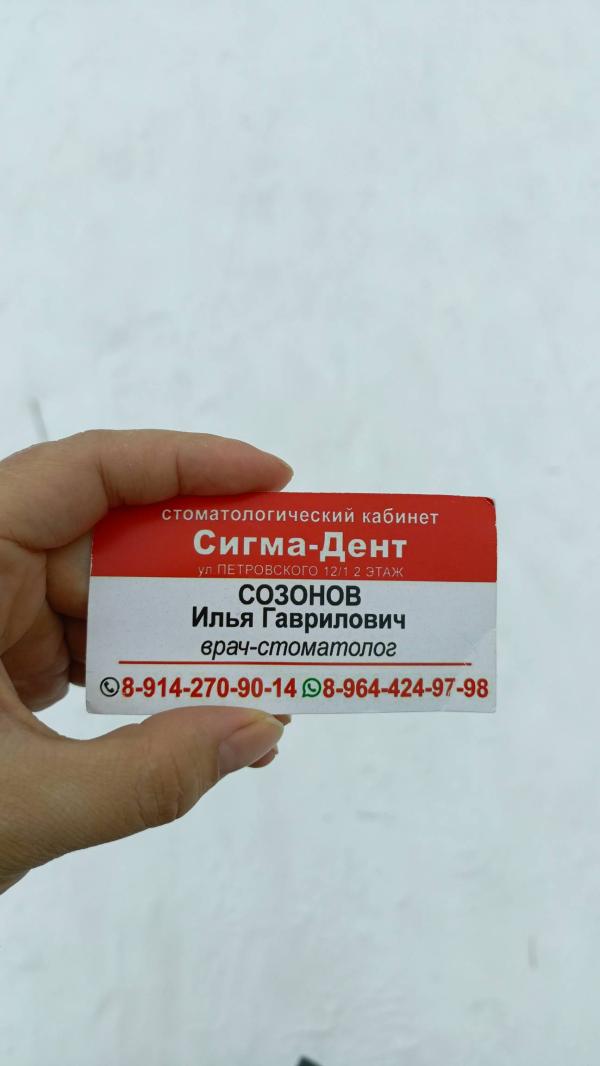 стоматологический кабинет
Сигма-Дент
ул ПЕТРОВСКОГО 12/1 2 ЭТАЖ
СОЗОНОВ
Илья Гаврилович
врач-стоматолог
8-914-270-90-14 8-964-424-97-98